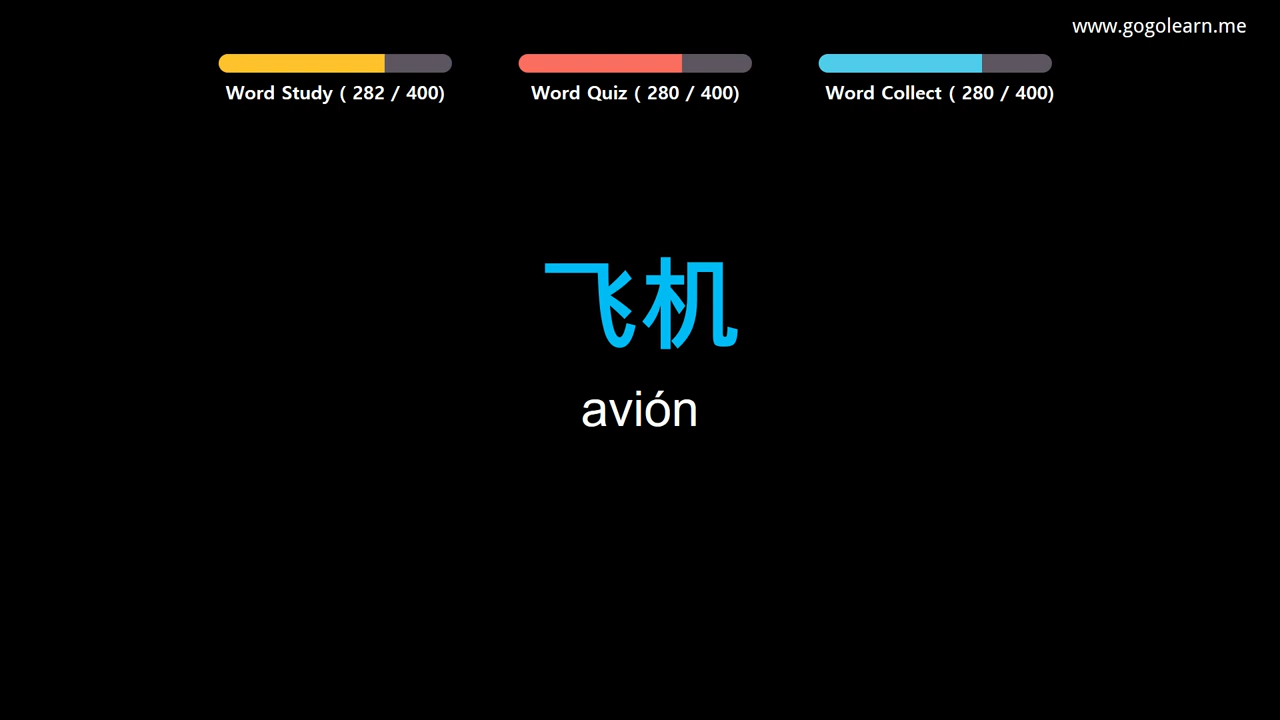 www.gogolearn.me
Word Study ( 282 / 400)
Word Quiz ( 280 / 400)
Word Collect ( 280 / 400)
飞机
avión